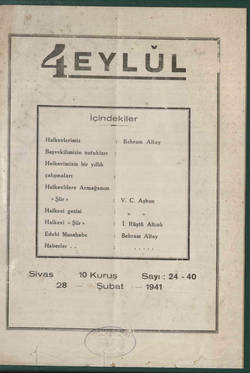 4 EYLÜL
İçindekiler
Halkevlerimiz : Behram Altay
Başvekilimizin nutukları
Halkevimizin bir yıllık
çalışmaları
Halkevlilere Armağanım
« Şiir » V. C. Aşkun
Halkevi gezisi » »
Halkevi « Şiir » İ. Rüştü
Edebî Musahabe : Behram Altay
Haberler . . . . . . .
Sivas 10 Kuruş Sayı : 24 - 40
28 — Şubat — 1941